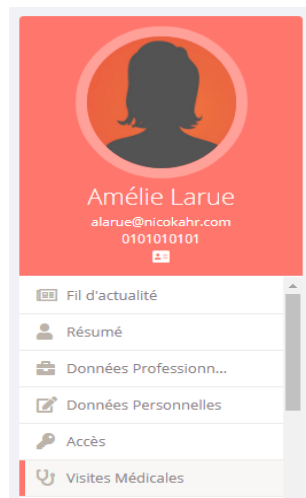 Amélie Larue
alarue@nicokahr.com
0101010101
Fil d'actualité
Résumé
Données Professionn...
Données Personnelles
Accès
Visites Médicales